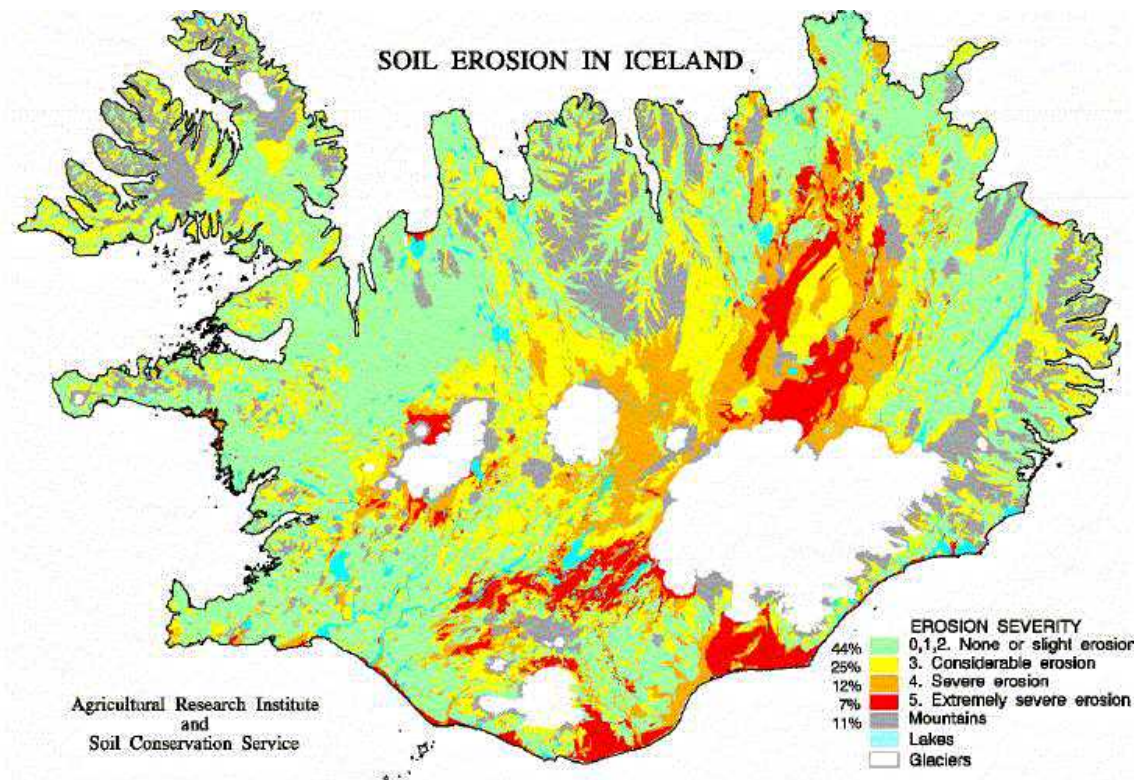 SOIL EROSION IN ICELAND
EROSION SEVERITY
44% 0,1,2. None or slight erosion
25% 3. Considerable erosion
12% 4. Severe erosion
7% 5. Extremely severe erosion
11% Mountains
Lakes
Glaciers
Agricultural Research Institute
and
Soil Conservation Service